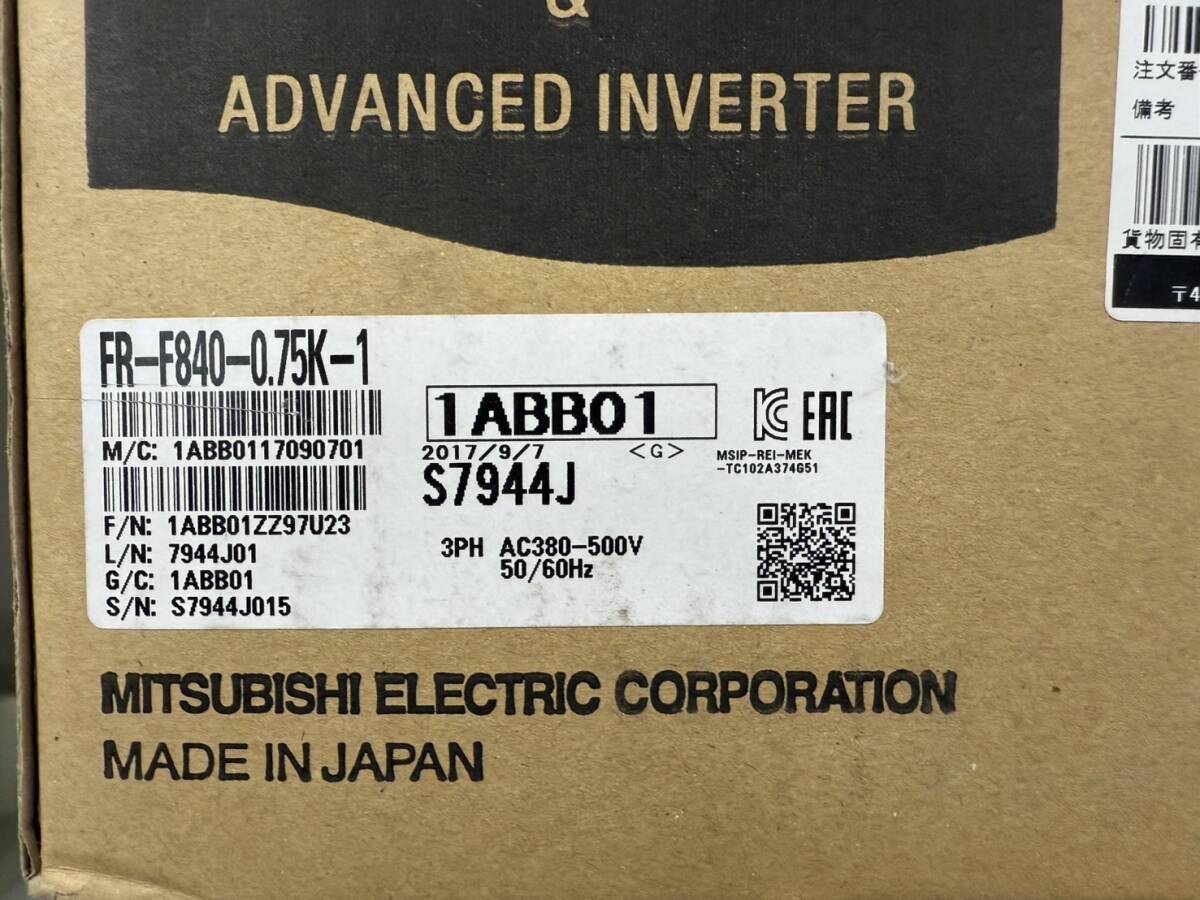 &
ADVANCED INVERTER
注文番
備考
貨物固有
〒4
FR-F840-0.75K-1
M/C: 1ABB0117090701
F/N: 1ABB01ZZ97U23
L/N: 7944J01
G/C: 1ABB01
S/N: S7944J015
1ABB01
2017/9/7 <G>
S7944J
3PH AC380-500V
50/60Hz
EAC
MSIP-REI-MEK
-TC102A374G51
MITSUBISHI ELECTRIC CORPORATION
MADE IN JAPAN